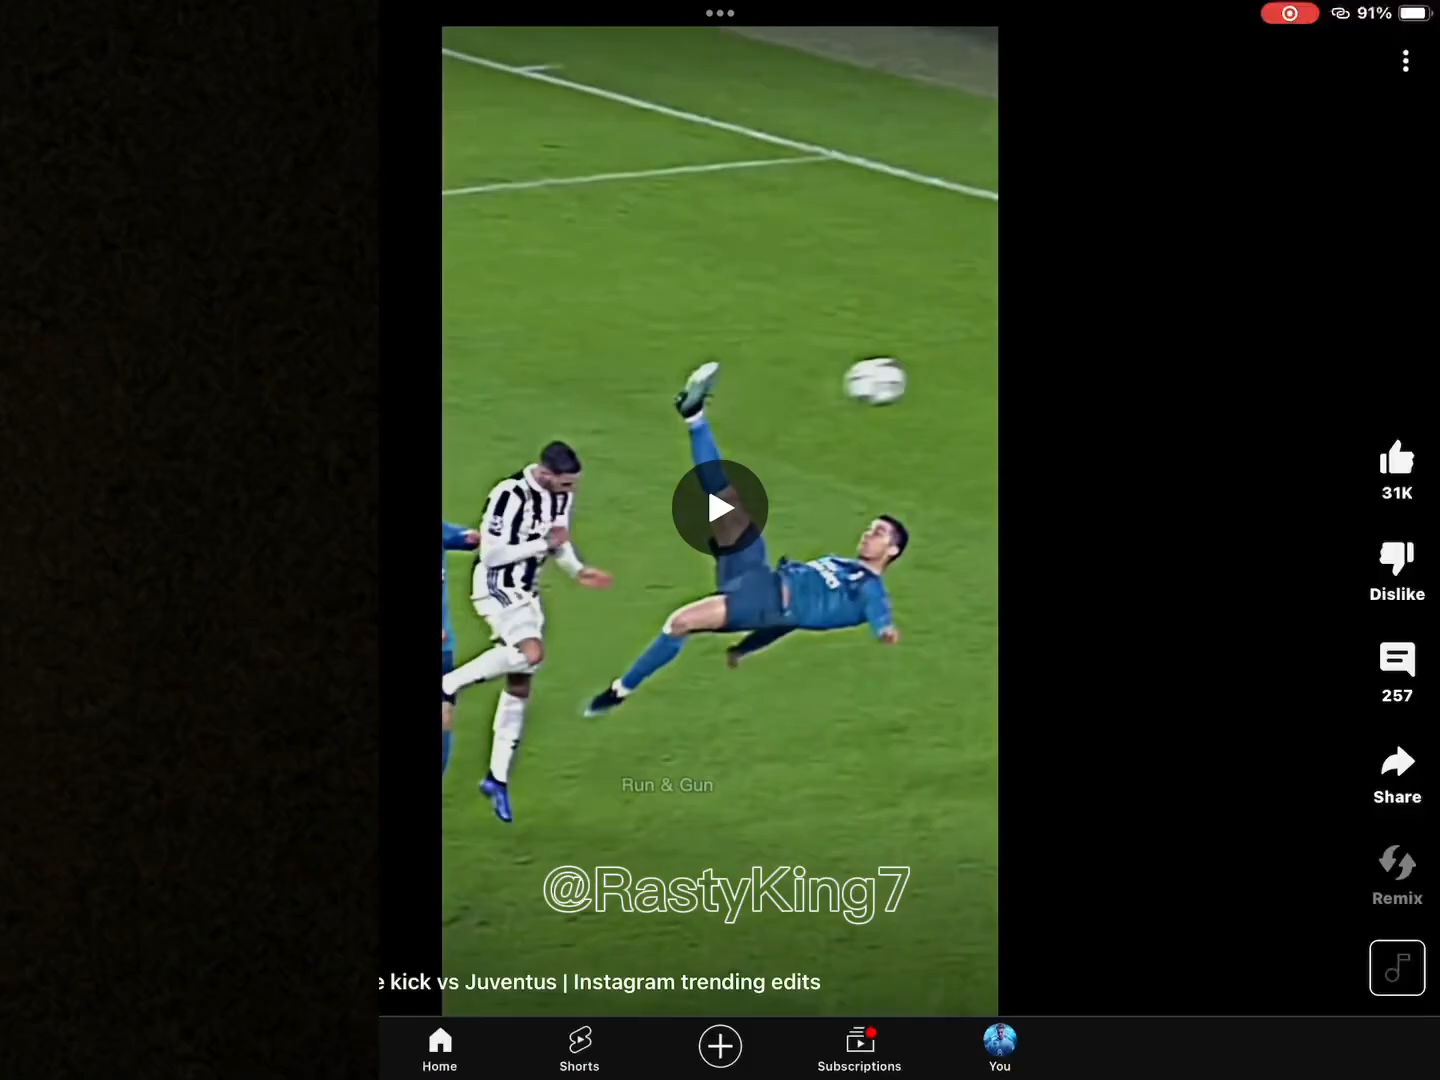 91%
31K
Dislike
257
Share
Remix
Run & Gun
@RastyKing7
e kick vs Juventus | Instagram trending edits
Home
Shorts
Subscriptions
You